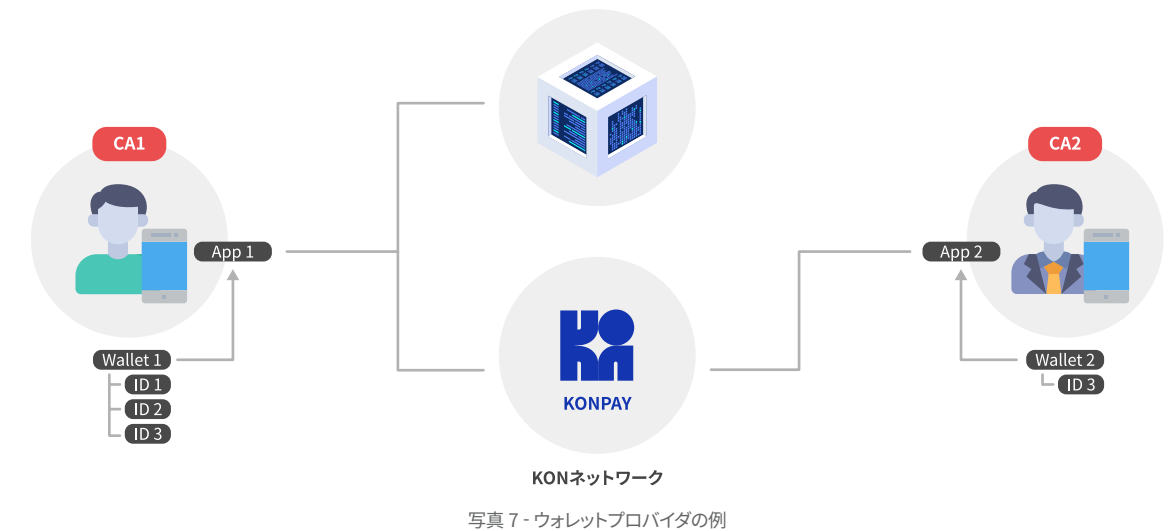 CA1
App 1
Wallet 1
ID 1
ID 2
ID 3
KONPAY
KONネットワーク
CA2
App 2
Wallet 2
ID 3
写真 7 - ウォレットプロバイダの例